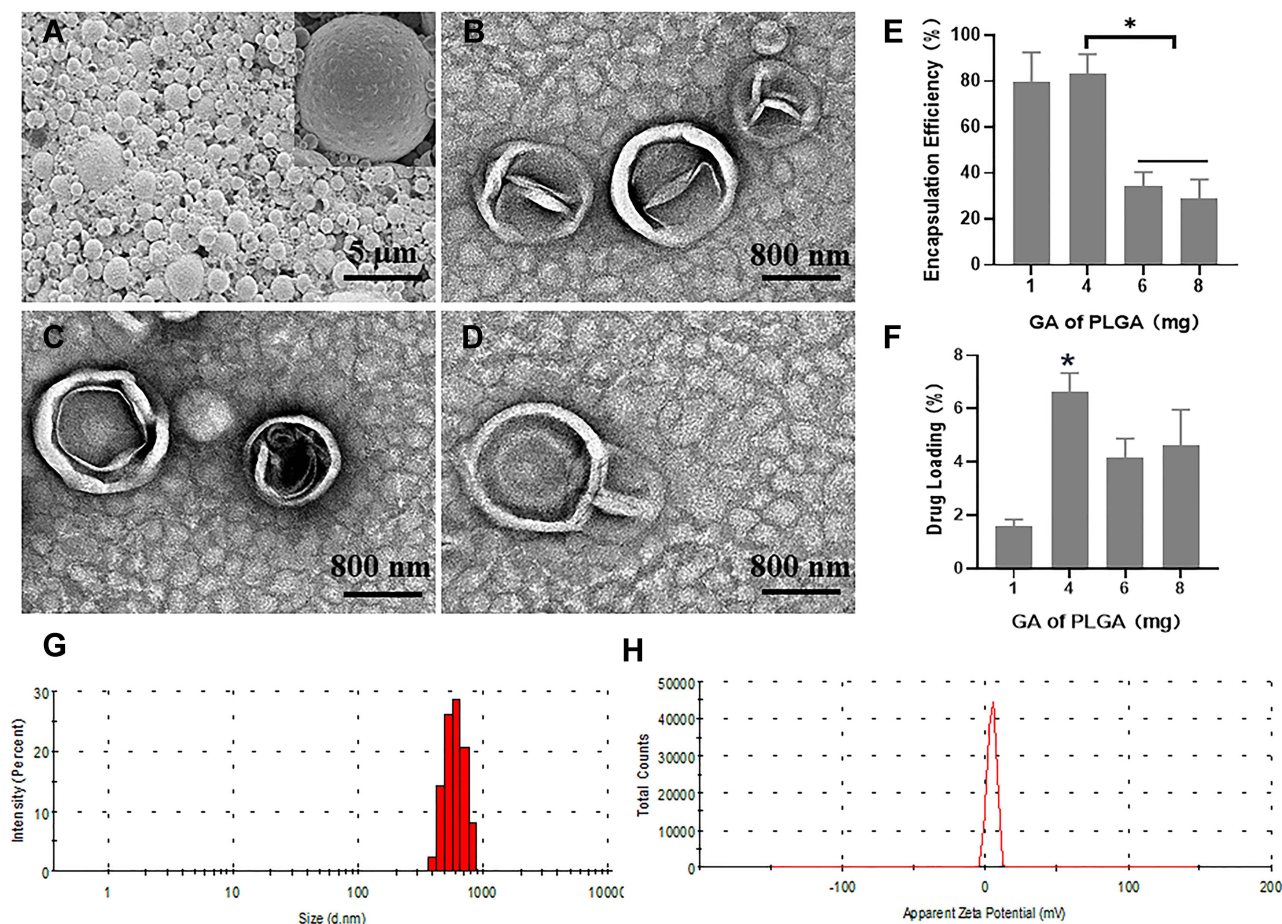 A
5 μm
B
800 nm
C
800 nm
D
800 nm
E
Encapsulation Efficiency (%)
100
80
60
40
20
0
*
1 4 6 8
GA of PLGA (mg)
F
Drug Loading (%)
8
6
4
2
0
*
1 4 6 8
GA of PLGA (mg)
G
Intensity (Percent)
30
20
10
0
1 10 100 1000 10000
Size (d.nm)
H
Total Counts
50000
40000
30000
20000
10000
0
-100 0 100 200
Apparent Zeta Potential (mV)